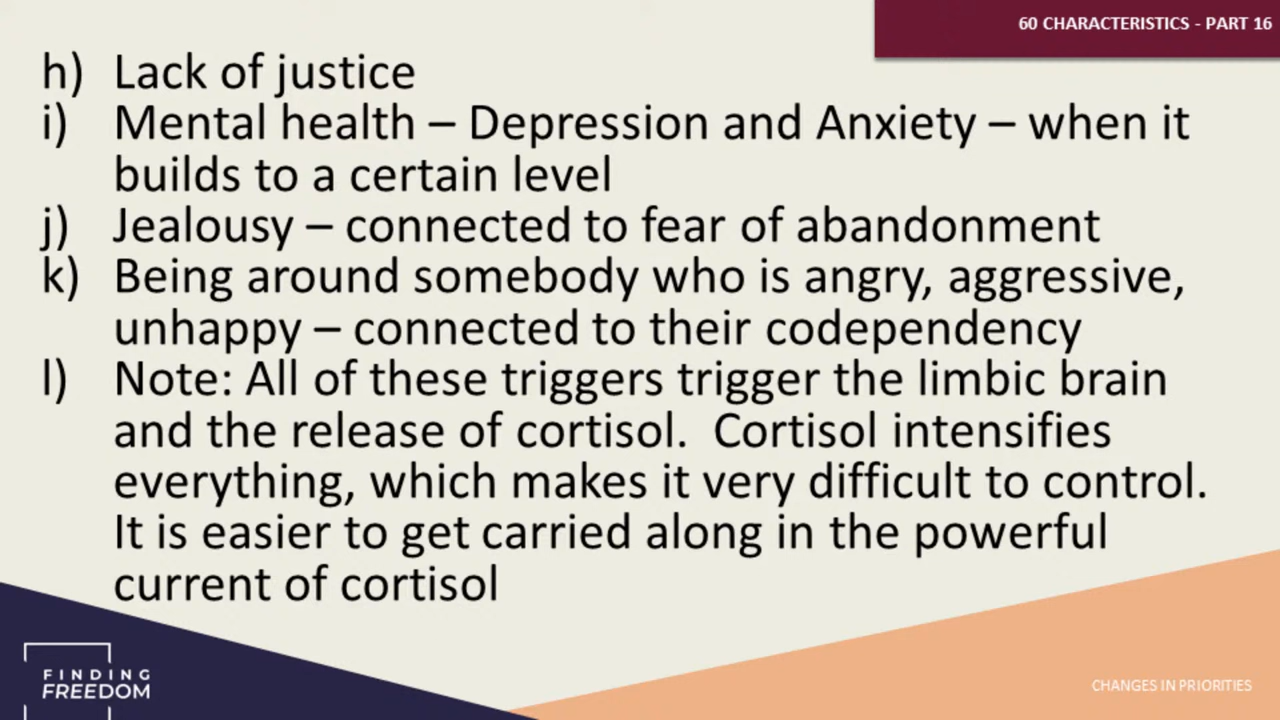 60 CHARACTERISTICS - PART 16
h) Lack of justice
i) Mental health – Depression and Anxiety – when it
builds to a certain level
j) Jealousy – connected to fear of abandonment
k) Being around somebody who is angry, aggressive,
unhappy – connected to their codependency
l) Note: All of these triggers trigger the limbic brain
and the release of cortisol.  Cortisol intensifies
everything, which makes it very difficult to control.
It is easier to get carried along in the powerful
current of cortisol
FINDING
FREEDOM
CHANGES IN PRIORITIES